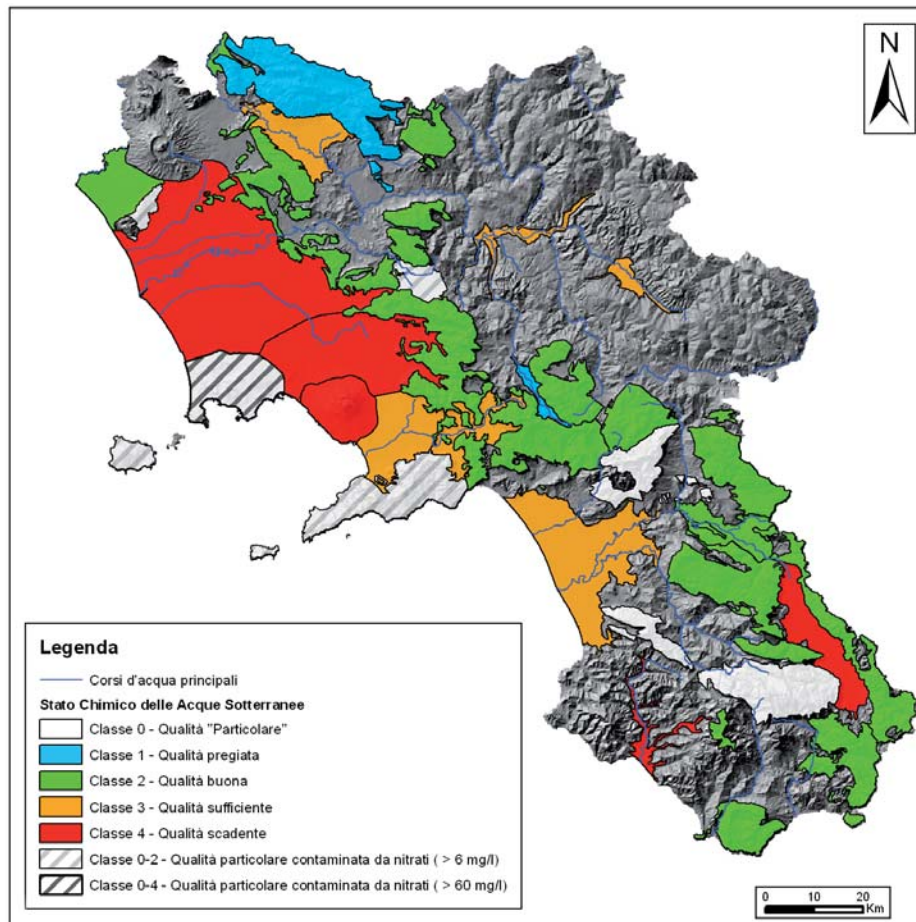 N
Legenda
Corsi d'acqua principali
Stato Chimico delle Acque Sotterranee
Classe 0 - Qualità "Particolare"
Classe 1 - Qualità pregiata
Classe 2 - Qualità buona
Classe 3 - Qualità sufficiente
Classe 4 - Qualità scadente
Classe 0-2 - Qualità particolare contaminata da nitrati ( > 6 mg/l)
Classe 0-4 - Qualità particolare contaminata da nitrati ( > 60 mg/l)
0 10 20
Km